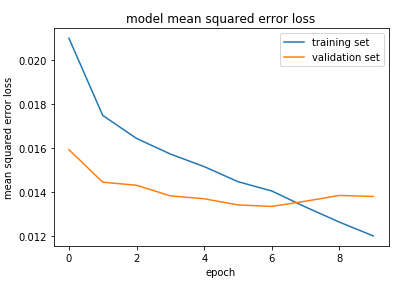 model mean squared error loss
training set
validation set
mean squared error loss
0.020
0.018
0.016
0.014
0.012
0 2 4 6 8
epoch